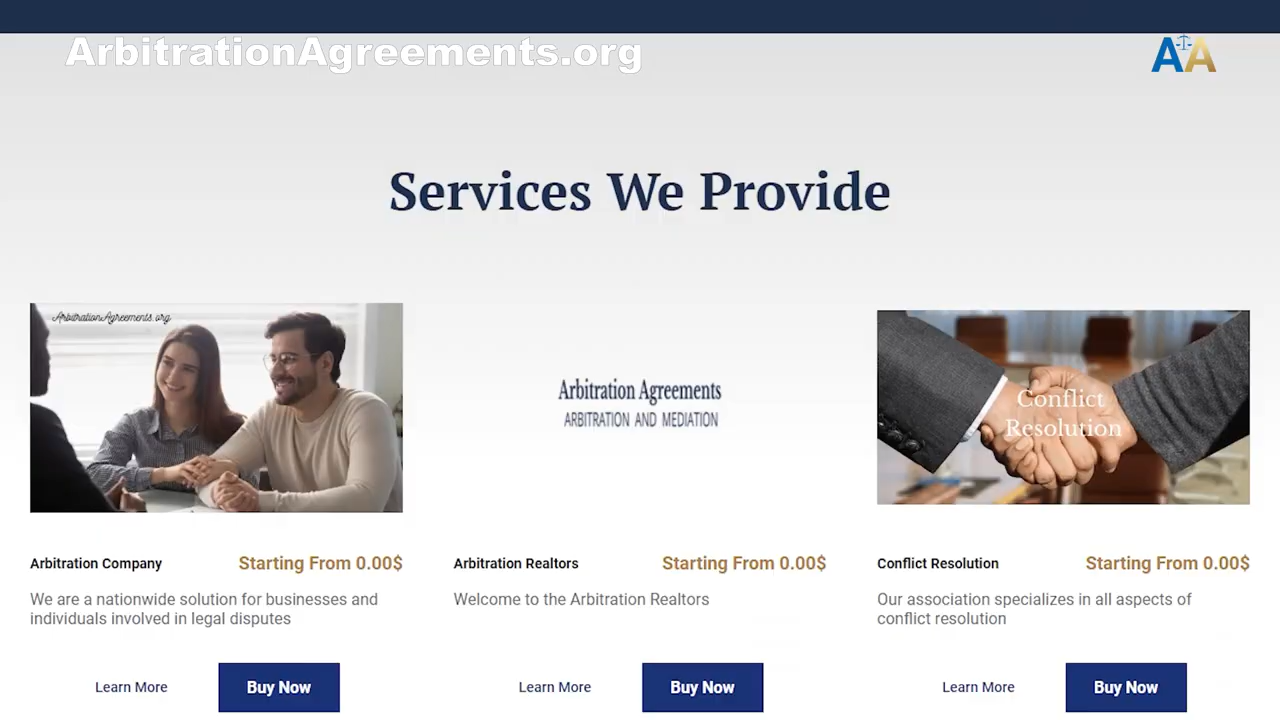 ArbitrationAgreements.org
AA
Services We Provide
ArbitrationAgreements.org
Arbitration Agreements
ARBITRATION AND MEDIATION
Conflict
Resolution
Arbitration Company
Starting From 0.00$
We are a nationwide solution for businesses and
individuals involved in legal disputes
Learn More
Buy Now
Arbitration Realtors
Starting From 0.00$
Welcome to the Arbitration Realtors
Learn More
Buy Now
Conflict Resolution
Starting From 0.00$
Our association specializes in all aspects of
conflict resolution
Learn More
Buy Now